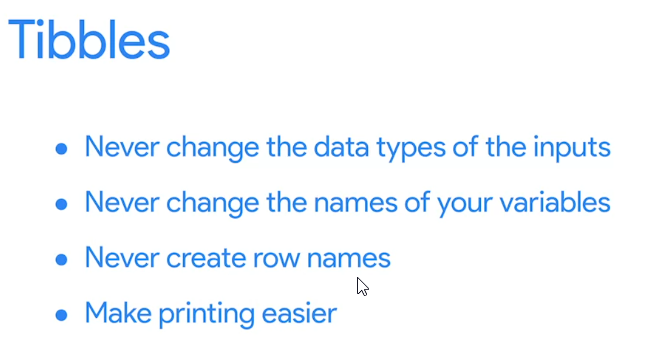 Tibbles
● Never change the data types of the inputs
● Never change the names of your variables
● Never create row names
● Make printing easier